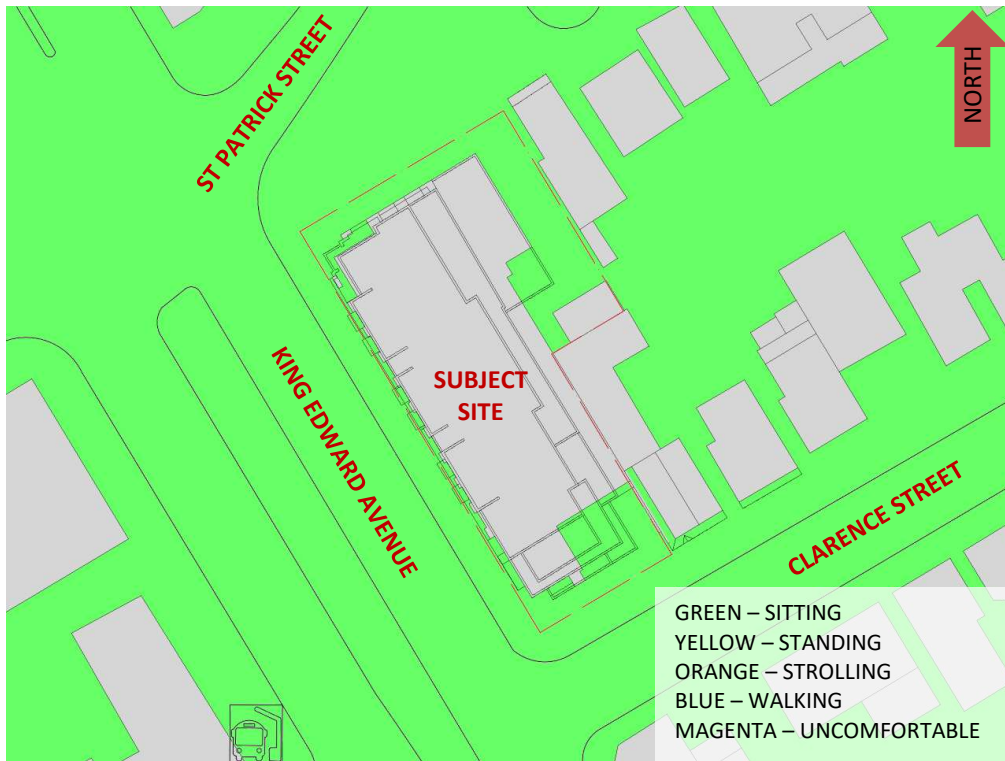 ST PATRICK STREET
NORTH
KING EDWARD AVENUE
SUBJECT
SITE
CLARENCE STREET
GREEN – SITTING
YELLOW – STANDING
ORANGE – STROLLING
BLUE – WALKING
MAGENTA – UNCOMFORTABLE